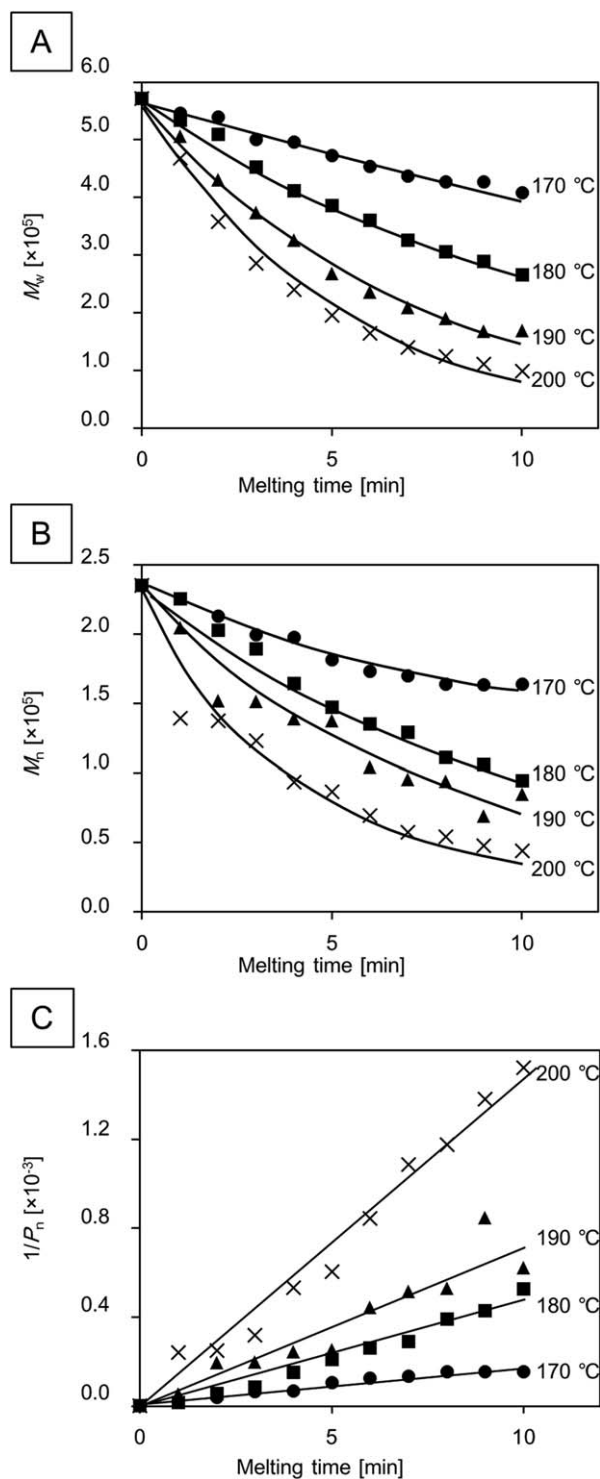 A
6.0
5.0
4.0
3.0
2.0
1.0
0.0
M_w [×10⁵]
170 °C
180 °C
190 °C
200 °C
0 5 10
Melting time [min]
B
2.5
2.0
1.5
1.0
0.5
0.0
M_n [×10⁵]
170 °C
180 °C
190 °C
200 °C
0 5 10
Melting time [min]
C
1.6
1.2
0.8
0.4
0.0
1/P_n [×10⁻³]
200 °C
190 °C
180 °C
170 °C
0 5 10
Melting time [min]